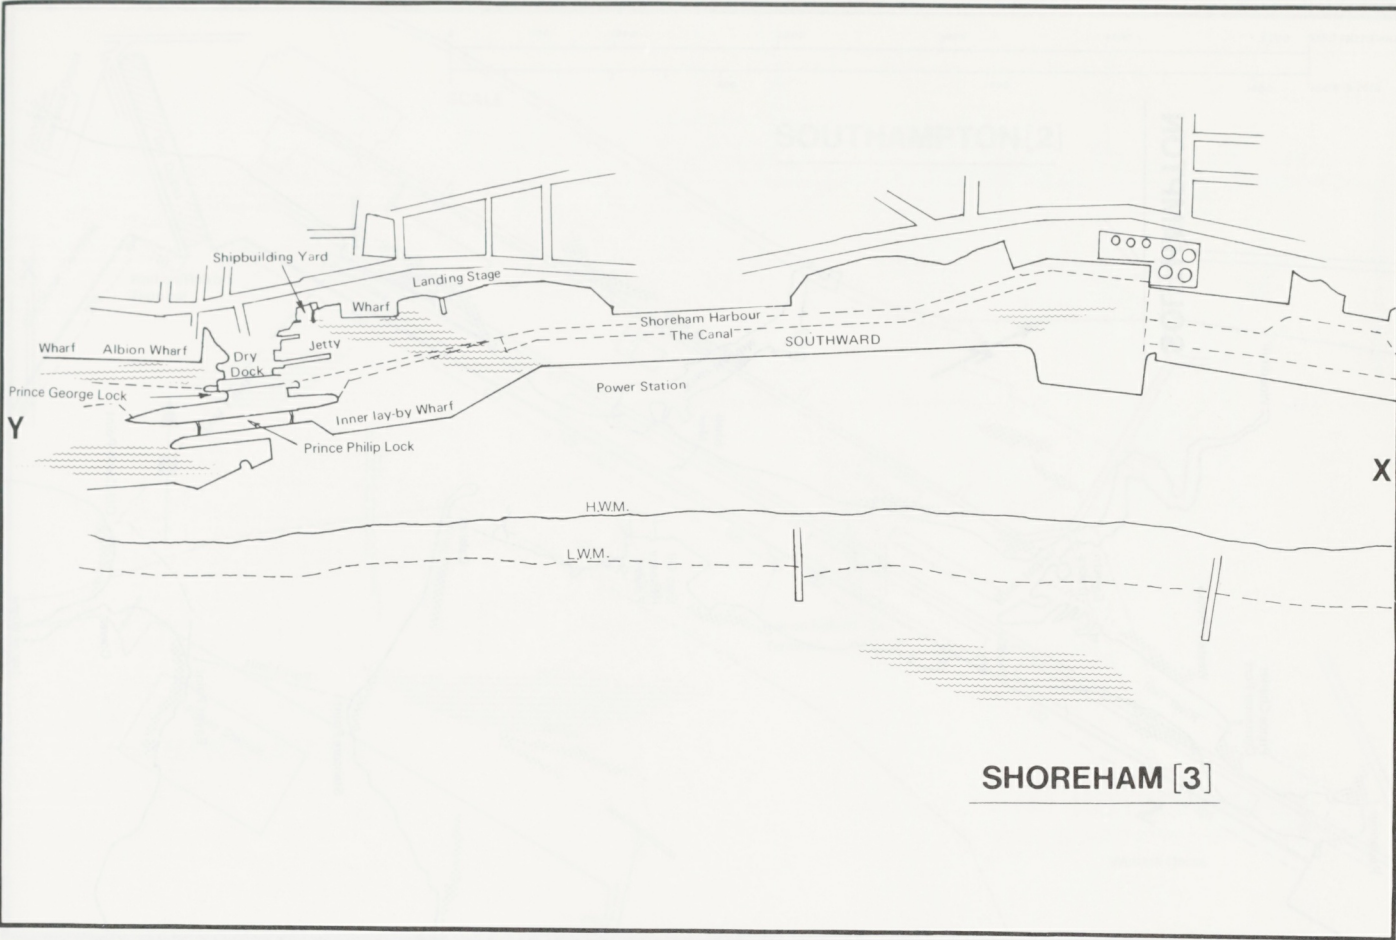 Shipbuilding Yard
Landing Stage
Wharf
Shoreham Harbour
The Canal
SOUTHWARD
Wharf
Albion Wharf
Jetty
Dry
Dock
Power Station
Prince George Lock
Inner lay-by Wharf
Y
Prince Philip Lock
X
H.W.M.
L.W.M.
SHOREHAM [3]